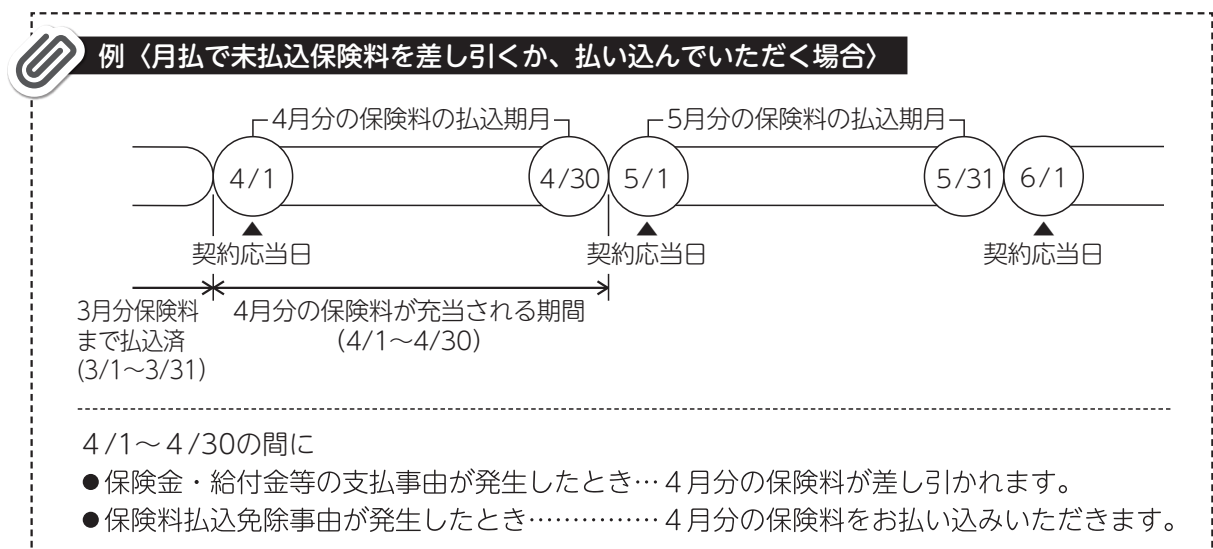 例〈月払で未払込保険料を差し引くか、払い込んでいただく場合〉
4月分の保険料の払込期月 5月分の保険料の払込期月
4/1 4/30 5/1 5/31 6/1
▲ ▲ ▲
契約応当日 契約応当日 契約応当日
3月分保険料 4月分の保険料が充当される期間
まで払込済 (4/1~4/30)
(3/1~3/31)
4/1~4/30の間に
●保険金・給付金等の支払事由が発生したとき…4月分の保険料が差し引かれます。
●保険料払込免除事由が発生したとき……………4月分の保険料をお払い込みいただきます。